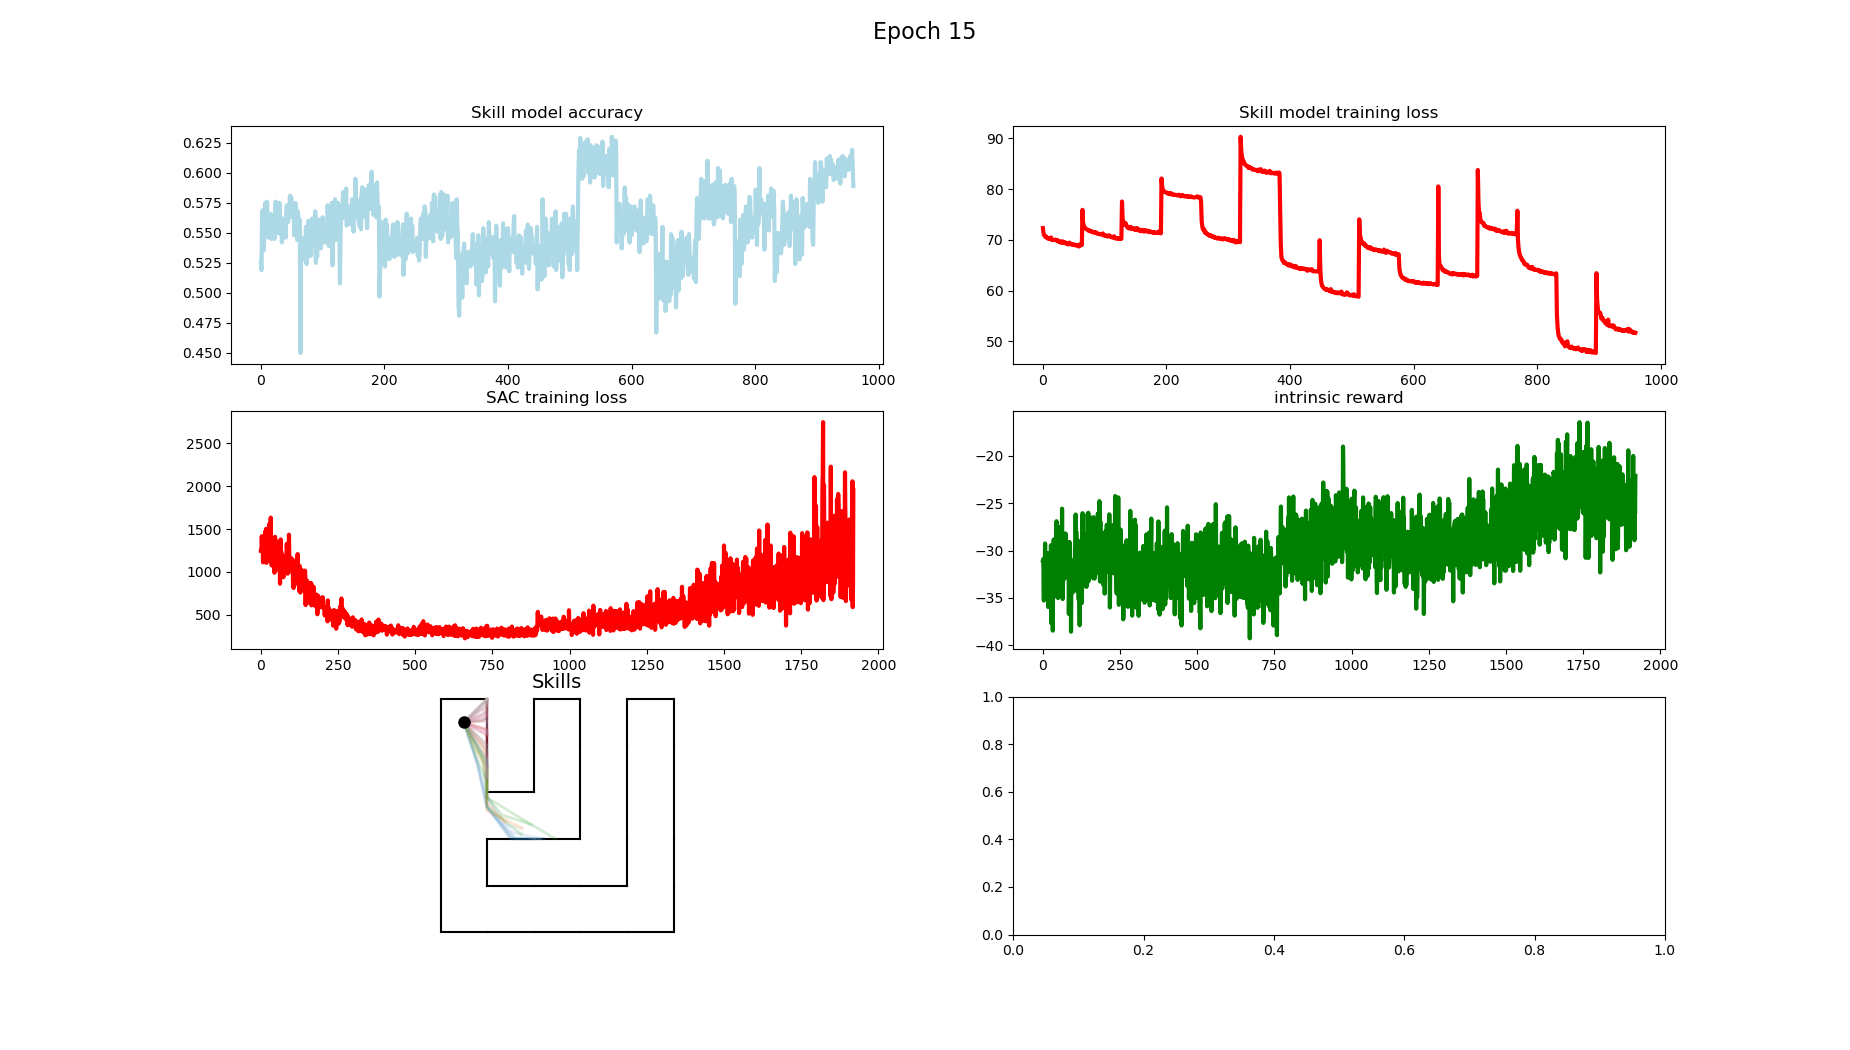 Epoch 15
Skill model accuracy
0.625
0.600
0.575
0.550
0.525
0.500
0.475
0.450
0 200 400 600 800 1000
Skill model training loss
90
80
70
60
50
0 200 400 600 800 1000
SAC training loss
2500
2000
1500
1000
500
0 250 500 750 1000 1250 1500 1750 2000
intrinsic reward
−20
−25
−30
−35
−40
0 250 500 750 1000 1250 1500 1750 2000
Skills
1.0
0.8
0.6
0.4
0.2
0.0
0.0 0.2 0.4 0.6 0.8 1.0